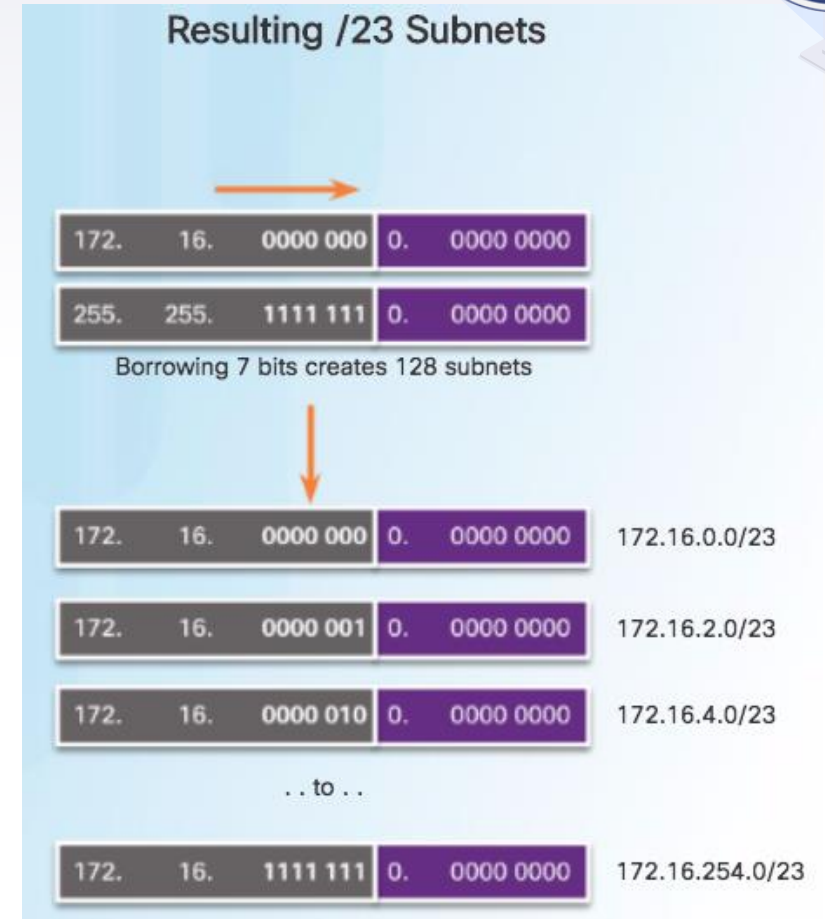 Resulting /23 Subnets
172. 16. 0000 000 0. 0000 0000
255. 255. 1111 111 0. 0000 0000
Borrowing 7 bits creates 128 subnets
172. 16. 0000 000 0. 0000 0000 172.16.0.0/23
172. 16. 0000 001 0. 0000 0000 172.16.2.0/23
172. 16. 0000 010 0. 0000 0000 172.16.4.0/23
. . to . .
172. 16. 1111 111 0. 0000 0000 172.16.254.0/23